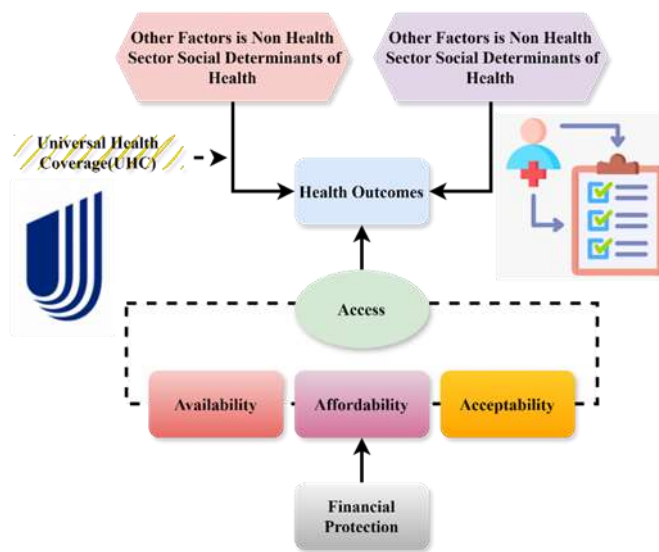 Other Factors is Non Health
Sector Social Determinants of
Health
Other Factors is Non Health
Sector Social Determinants of
Health
Universal Health
Coverage(UHC)
Health Outcomes
Access
Availability
Affordability
Acceptability
Financial
Protection